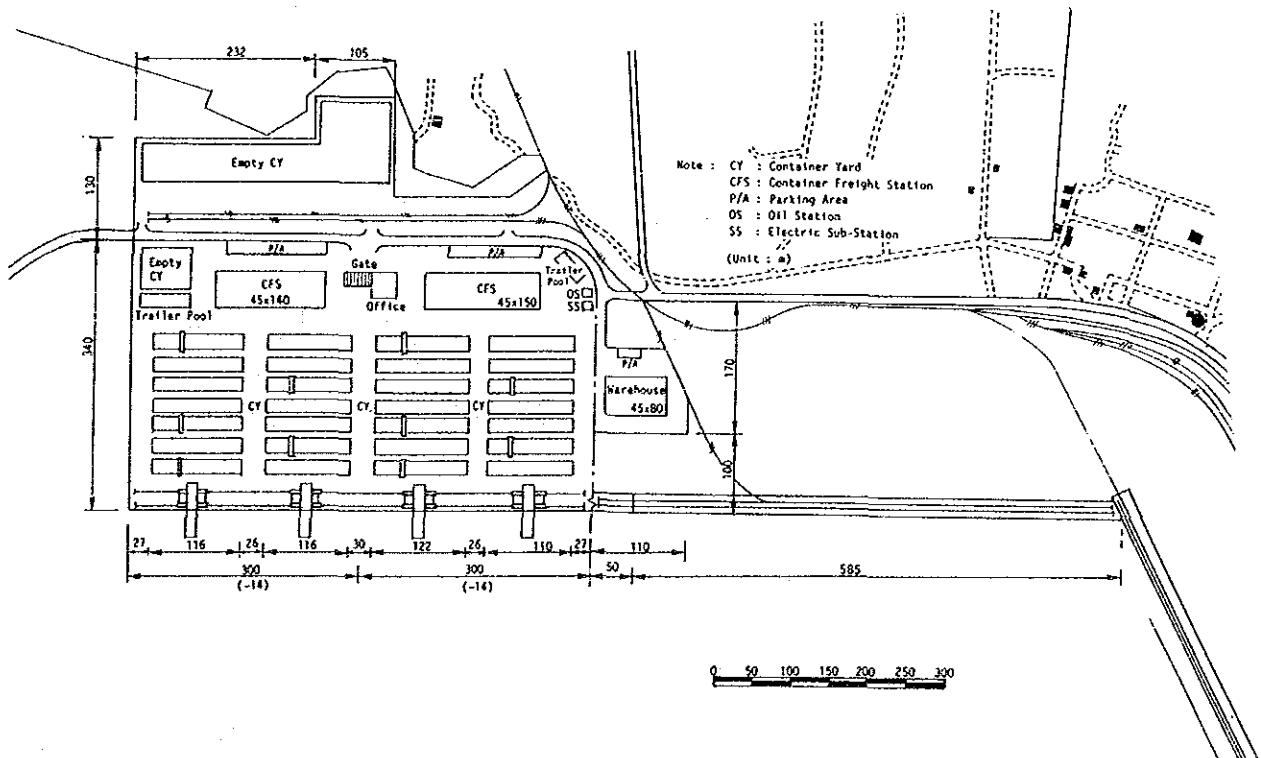 232
105
130
Empty CY
Note : CY : Container Yard
CFS : Container Freight Station
P/A : Parking Area
OS : Oil Station
SS : Electric Sub-Station
(Unit : m)
P/A
P/A
Empty
CY
Gate
Trailer
Pool
CFS
45x140
CFS
45x150
OS
SS
Office
Trailer Pool
340
P/A
170
Warehouse
45x80
CY
CY
CY
100
27
116
26
116
30
122
26
110
27
110
300
(-14)
300
(-14)
50
585
0 50 100 150 200 250 300